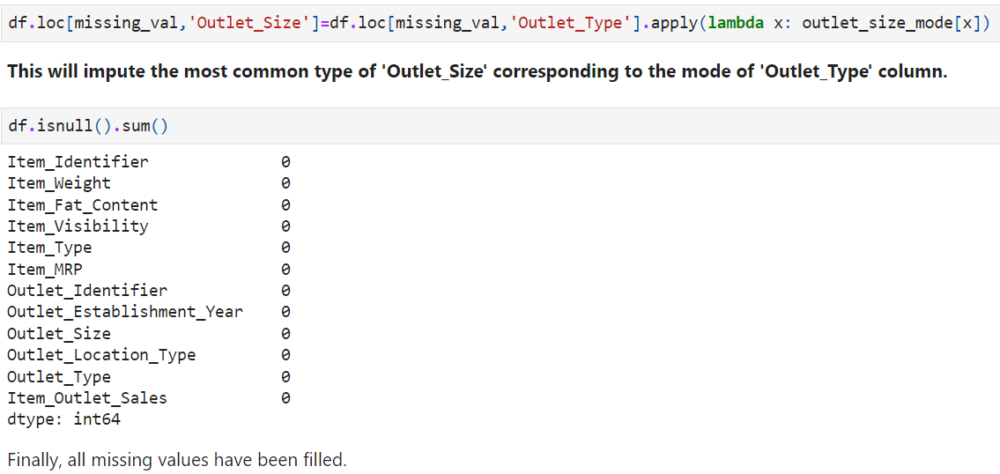 df.loc[missing_val,'Outlet_Size']=df.loc[missing_val,'Outlet_Type'].apply(lambda x: outlet_size_mode[x])
This will impute the most common type of 'Outlet_Size' corresponding to the mode of 'Outlet_Type' column.
df.isnull().sum()
Item_Identifier 0
Item_Weight 0
Item_Fat_Content 0
Item_Visibility 0
Item_Type 0
Item_MRP 0
Outlet_Identifier 0
Outlet_Establishment_Year 0
Outlet_Size 0
Outlet_Location_Type 0
Outlet_Type 0
Item_Outlet_Sales 0
dtype: int64
Finally, all missing values have been filled.